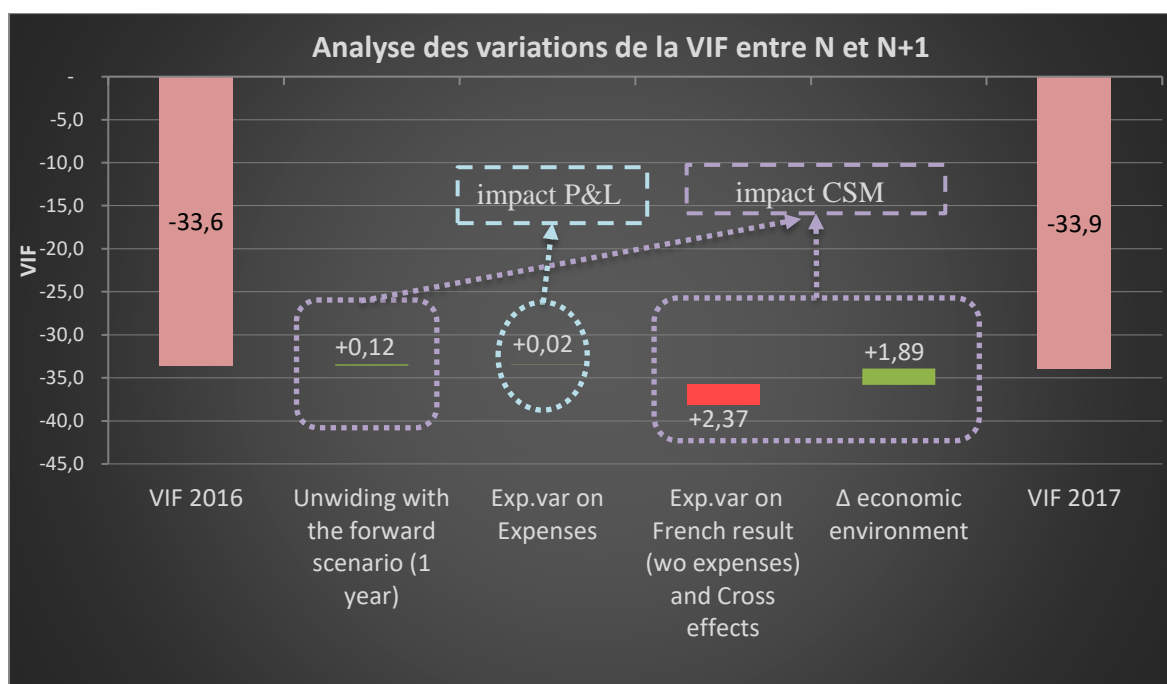 Analyse des variations de la VIF entre N et N+1
-
-5,0
-10,0
-15,0
-20,0
-25,0
-30,0
-35,0
-40,0
-45,0
VIF
-33,6
impact P&L
impact CSM
-33,9
+0,12
+0,02
+2,37
+1,89
VIF 2016
Unwiding with
the forward
scenario (1
year)
Exp.var on
Expenses
Exp.var on
French result
(wo expenses)
and Cross
effects
Δ economic
environment
VIF 2017